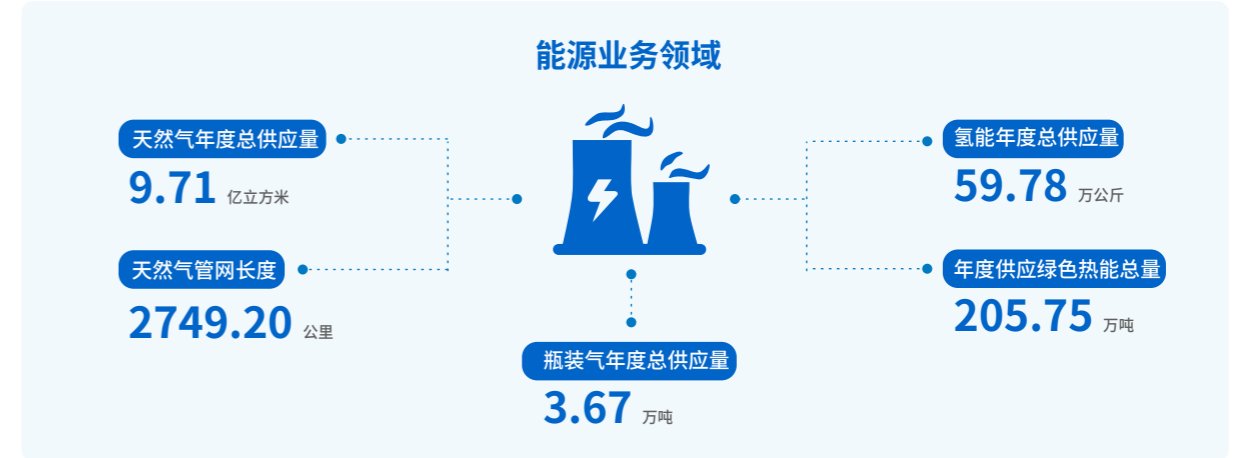 能源业务领域
天然气年度总供应量
9.71 亿立方米
天然气管网长度
2749.20 公里
瓶装气年度总供应量
3.67 万吨
氢能年度总供应量
59.78 万公斤
年度供应绿色热能总量
205.75 万吨